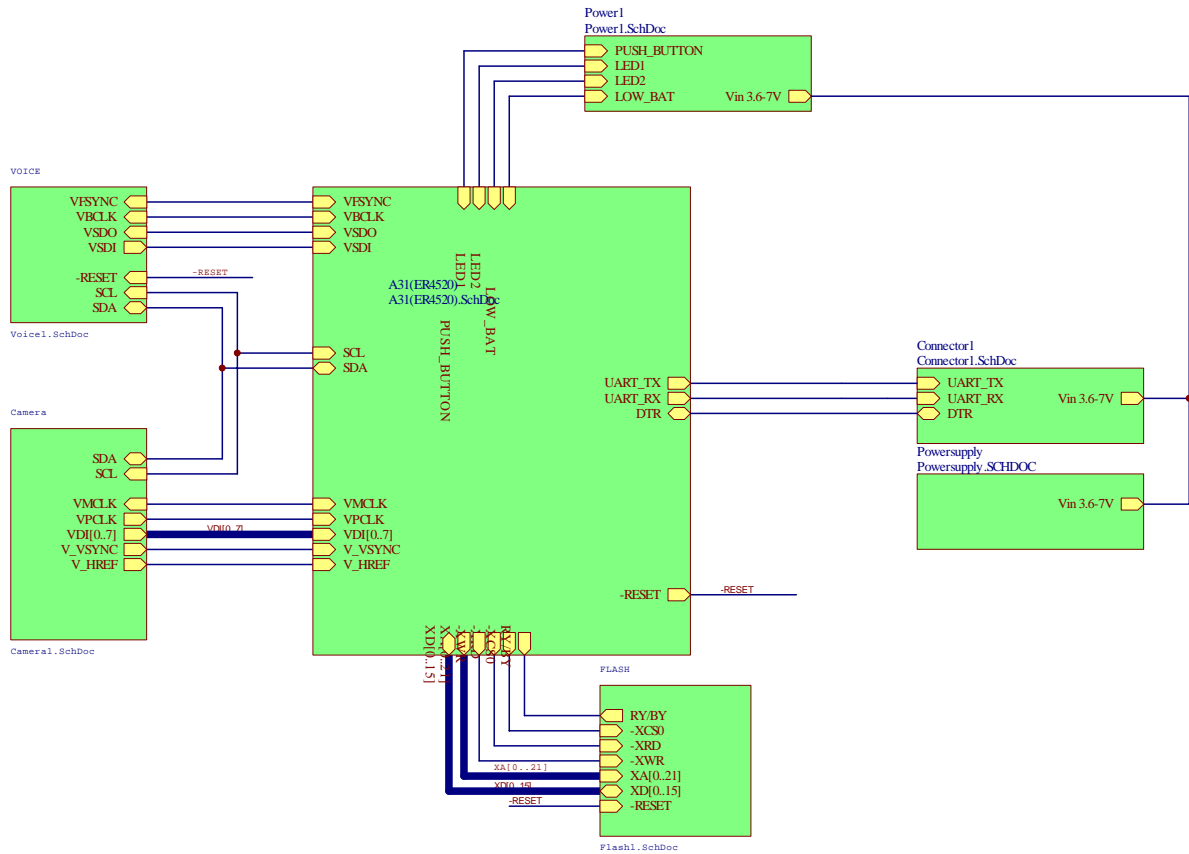 Power1
Power1.SchDoc
PUSH_BUTTON
LED1
LED2
LOW_BAT
Vin 3.6-7V
VOICE
VFSYNC
VBCLK
VSDO
VSDI
-RESET
SCL
SDA
Voice1.SchDoc
-RESET
VFSYNC
VBCLK
VSDO
VSDI
LED1
LED2
LOW_BAT
PUSH_BUTTON
A31(ER4520)
A31(ER4520).SchDoc
SCL
SDA
UART_TX
UART_RX
DTR
Connector1
Connector1.SchDoc
UART_TX
UART_RX
DTR
Vin 3.6-7V
Powersupply
Powersupply.SCHDOC
Vin 3.6-7V
Camera
SDA
SCL
VMCLK
VPCLK
VDI[0..7]
V_VSYNC
V_HREF
Camera1.SchDoc
VDI[0..7]
VMCLK
VPCLK
VDI[0..7]
V_VSYNC
V_HREF
-RESET
-RESET
XD[0..15]
-XWR
-XCS0
RY/BY
FLASH
RY/BY
-XCS0
-XRD
-XWR
XA[0..21]
XD[0..15]
-RESET
XA[0..21]
XD[0..15]
-RESET
Flash1.SchDoc